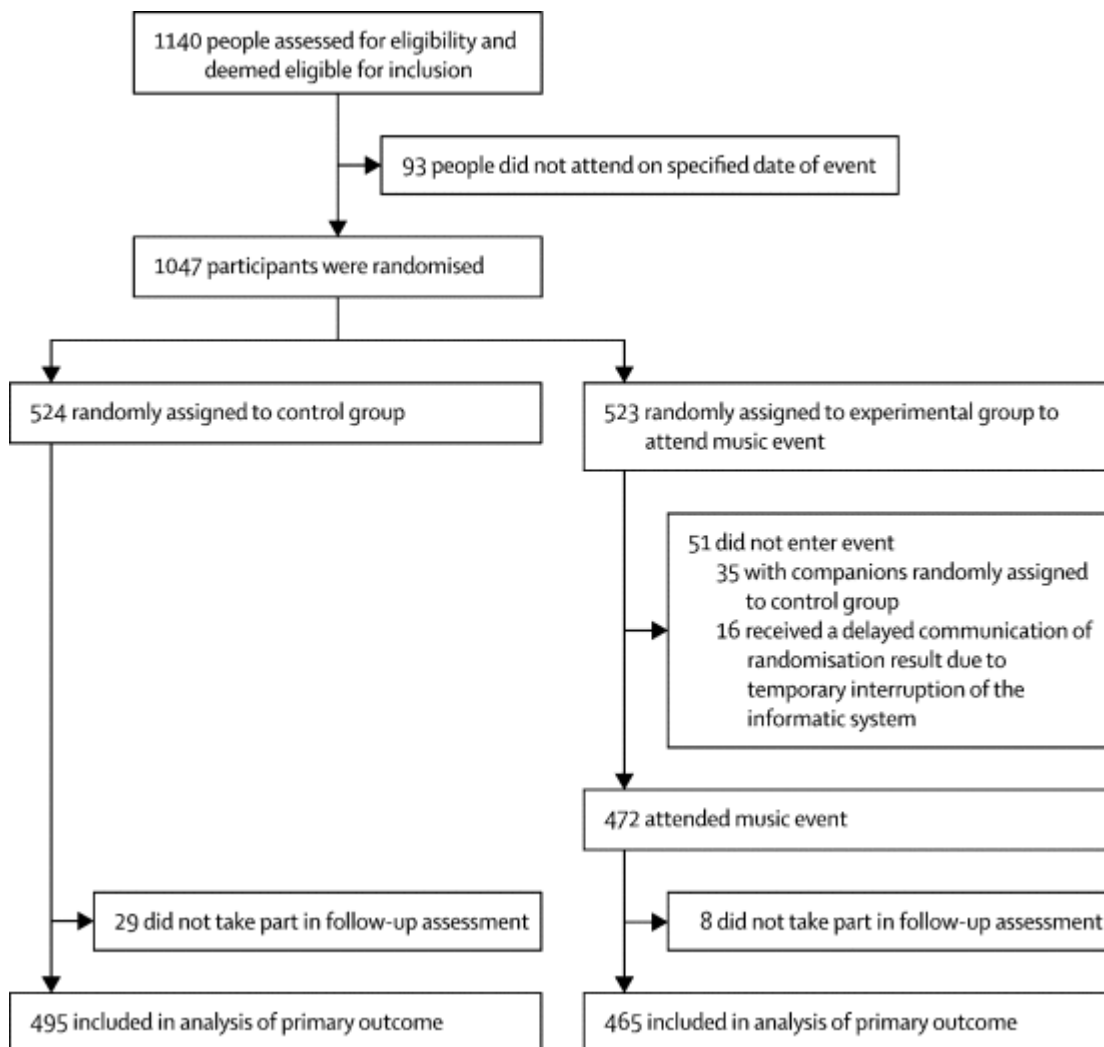 1140 people assessed for eligibility and
deemed eligible for inclusion
93 people did not attend on specified date of event
1047 participants were randomised
524 randomly assigned to control group
523 randomly assigned to experimental group to
attend music event
51 did not enter event
35 with companions randomly assigned
to control group
16 received a delayed communication of
randomisation result due to
temporary interruption of the
informatic system
472 attended music event
29 did not take part in follow-up assessment
8 did not take part in follow-up assessment
495 included in analysis of primary outcome
465 included in analysis of primary outcome